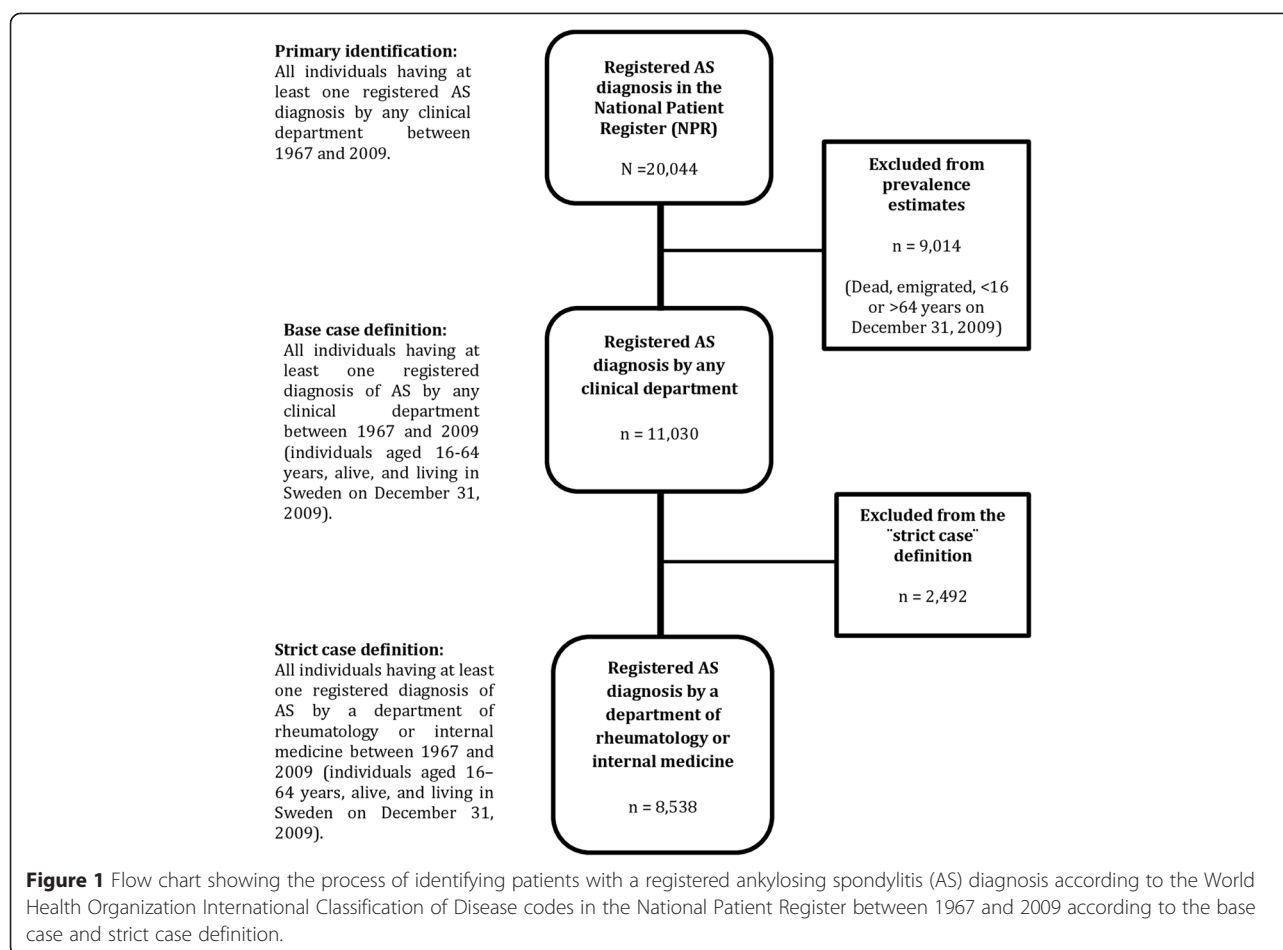 Primary identification:
All individuals having at
least one registered AS
diagnosis by any clinical
department between
1967 and 2009.
Registered AS
diagnosis in the
National Patient
Register (NPR)
N =20,044
Excluded from
prevalence
estimates
n = 9,014
(Dead, emigrated, <16
or >64 years on
December 31, 2009)
Base case definition:
All individuals having at
least one registered
diagnosis of AS by any
clinical department
between 1967 and 2009
(individuals aged 16-64
years, alive, and living in
Sweden on December 31,
2009).
Registered AS
diagnosis by any
clinical department
n = 11,030
Excluded from the
¨strict case¨
definition
n = 2,492
Strict case definition:
All individuals having at least
one registered diagnosis of
AS by a department of
rheumatology or internal
medicine between 1967 and
2009 (individuals aged 16–
64 years, alive, and living in
Sweden on December 31,
2009).
Registered AS
diagnosis by a
department of
rheumatology or
internal medicine
n = 8,538
Figure 1 Flow chart showing the process of identifying patients with a registered ankylosing spondylitis (AS) diagnosis according to the World
Health Organization International Classification of Disease codes in the National Patient Register between 1967 and 2009 according to the base
case and strict case definition.